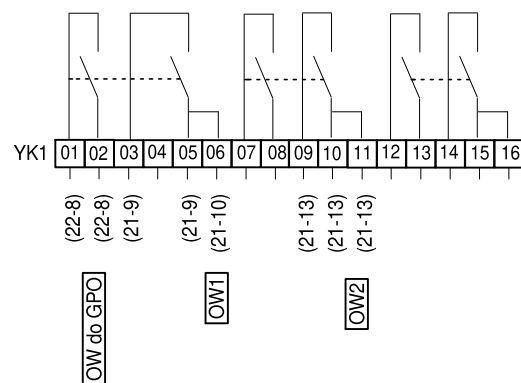 YK1 01 02 03 04 05 06 07 08 09 10 11 12 13 14 15 16
(22-8) (22-8) (21-9) (21-9) (21-10) (21-13) (21-13) (21-13)
OW do GPO
OW1
OW2